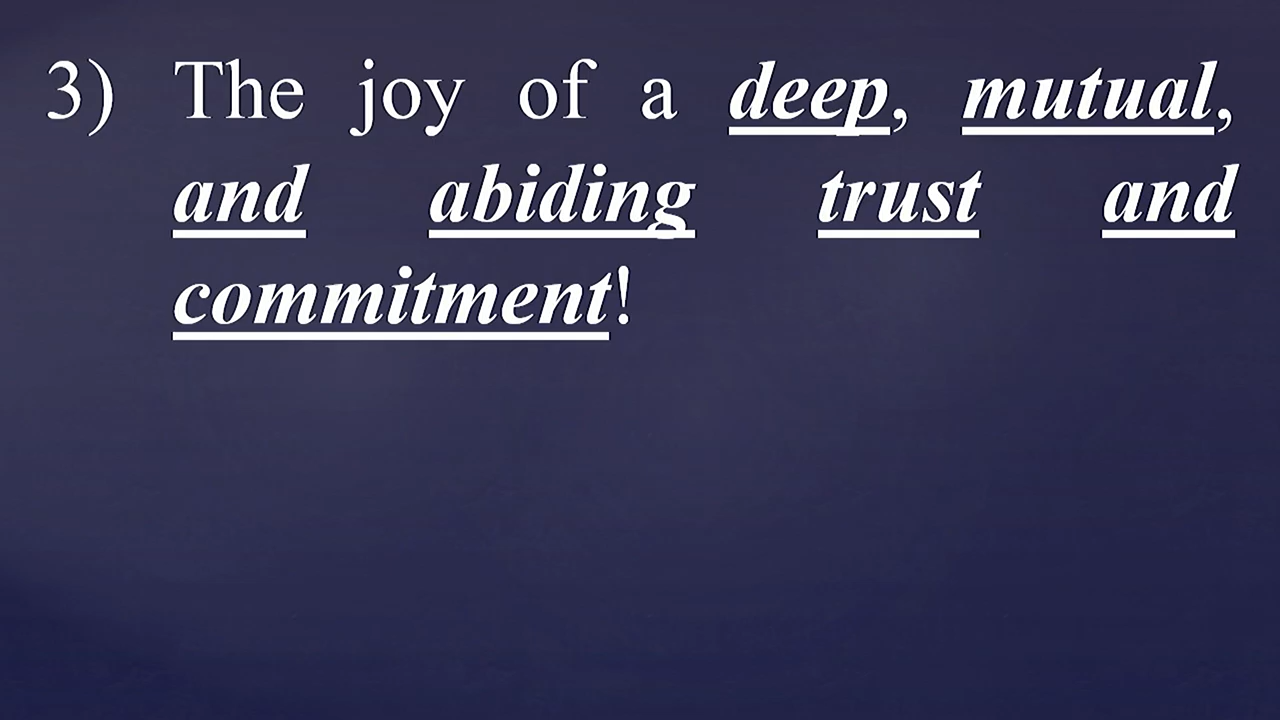 3) The joy of a deep, mutual,
and abiding trust and
commitment!